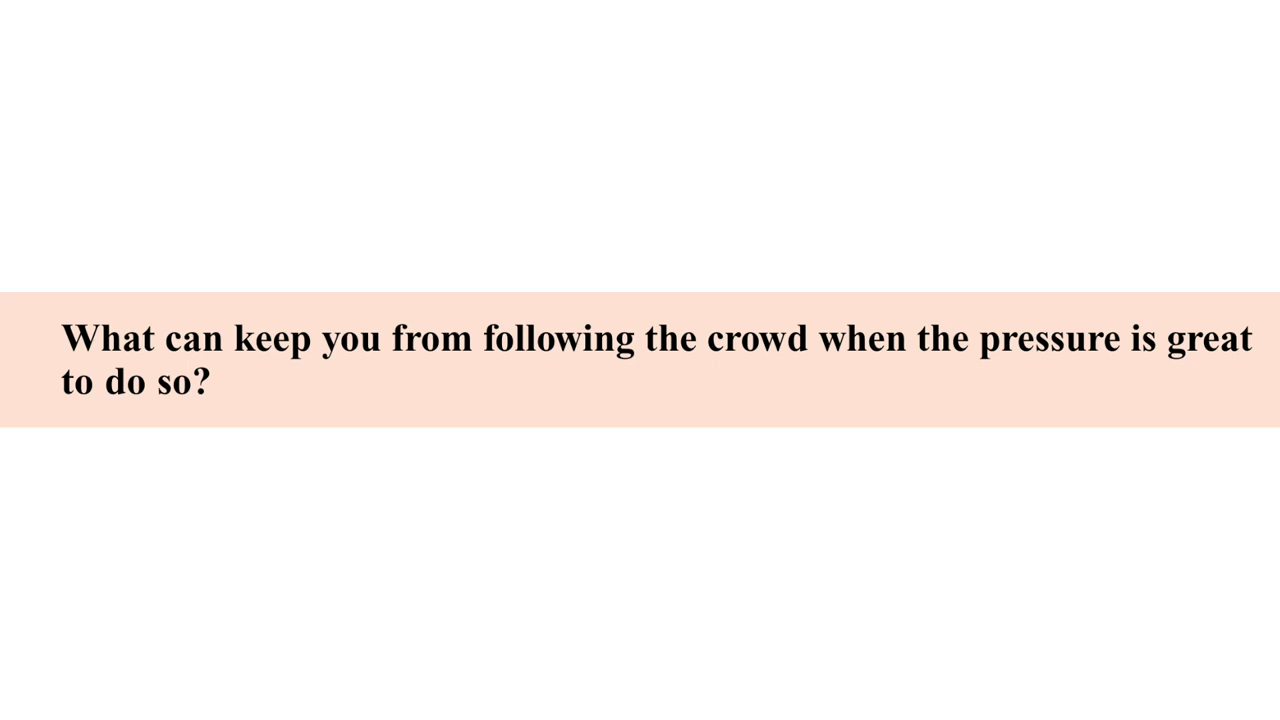 What can keep you from following the crowd when the pressure is great
to do so?